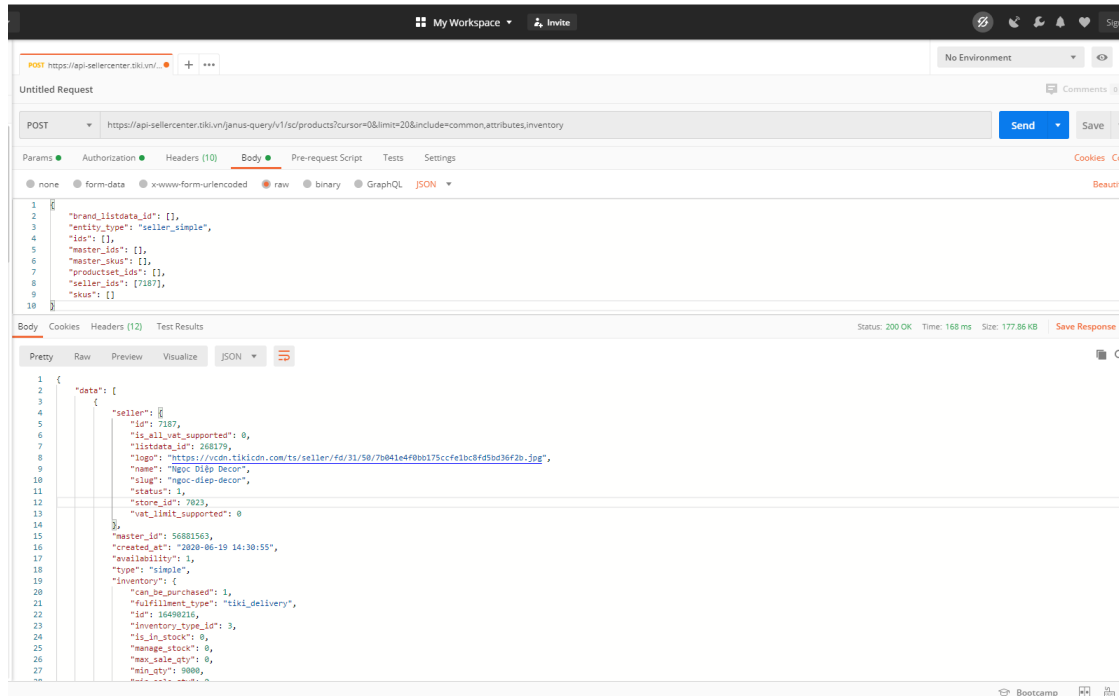 My Workspace Invite
POST https://api-sellercenter.tiki.vn/... + •••
No Environment
Untitled Request
Comments 0
POST https://api-sellercenter.tiki.vn/janus-query/v1/sc/products?cursor=0&limit=20&include=common,attributes,inventory Send Save
Params Authorization Headers (10) Body Pre-request Script Tests Settings Cookies
none form-data x-www-form-urlencoded raw binary GraphQL JSON
1 {
2 "brand_listdata_id": [],
3 "entity_type": "seller_simple",
4 "ids": [],
5 "master_ids": [],
6 "master_skus": [],
7 "productset_ids": [],
8 "seller_ids": [7187],
9 "skus": []
10 }
Body Cookies Headers (12) Test Results Status: 200 OK Time: 168 ms Size: 177.86 KB Save Response
Pretty Raw Preview Visualize JSON
1 {
2 "data": [
3 {
4 "seller": {
5 "id": 7187,
6 "is_all_vat_supported": 0,
7 "listdata_id": 268179,
8 "logo": "https://vcdn.tikicdn.com/ts/seller/fd/31/50/7b041e4f0bb175ccfe1bc8fd5bd36f2b.jpg",
9 "name": "Ngọc Diệp Decor",
10 "slug": "ngoc-diep-decor",
11 "status": 1,
12 "store_id": 7023,
13 "vat_limit_supported": 0
14 },
15 "master_id": 56881563,
16 "created_at": "2020-06-19 14:30:55",
17 "availability": 1,
18 "type": "simple",
19 "inventory": {
20 "can_be_purchased": 1,
21 "fulfillment_type": "tiki_delivery",
22 "id": 16490216,
23 "inventory_type_id": 3,
24 "is_in_stock": 0,
25 "manage_stock": 0,
26 "max_sale_qty": 0,
27 "min_qty": 9000,
Bootcamp